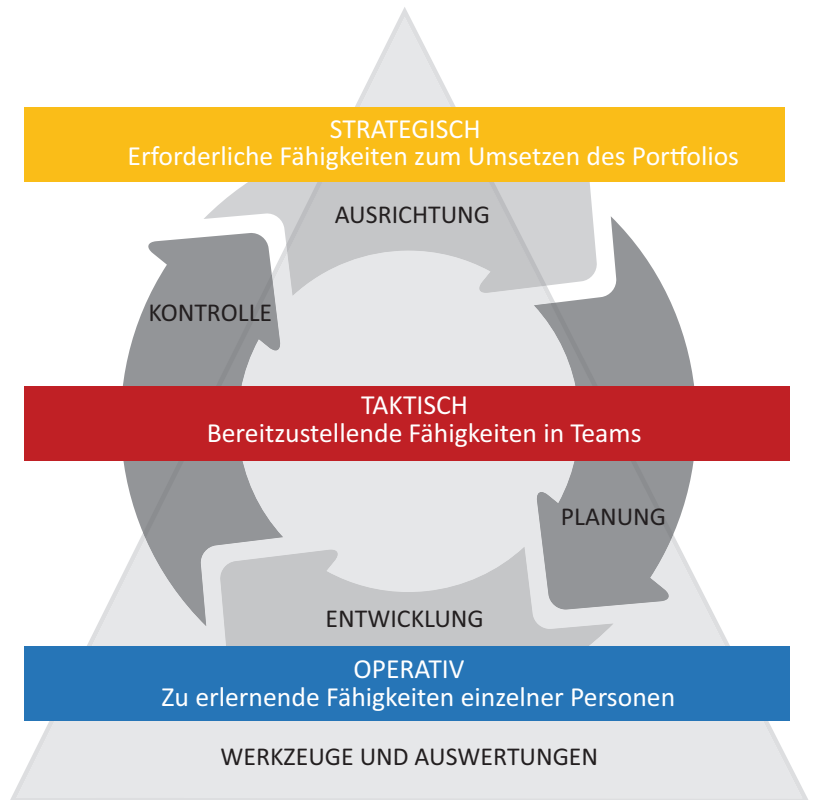 STRATEGISCH
Erforderliche Fähigkeiten zum Umsetzen des Portfolios
AUSRICHTUNG
KONTROLLE
TAKTISCH
Bereitzustellende Fähigkeiten in Teams
PLANUNG
ENTWICKLUNG
OPERATIV
Zu erlernende Fähigkeiten einzelner Personen
WERKZEUGE UND AUSWERTUNGEN